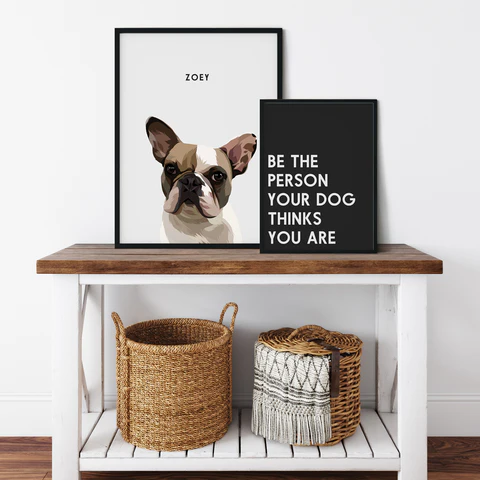 ZOEY
BE THE
PERSON
YOUR DOG
THINKS
YOU ARE